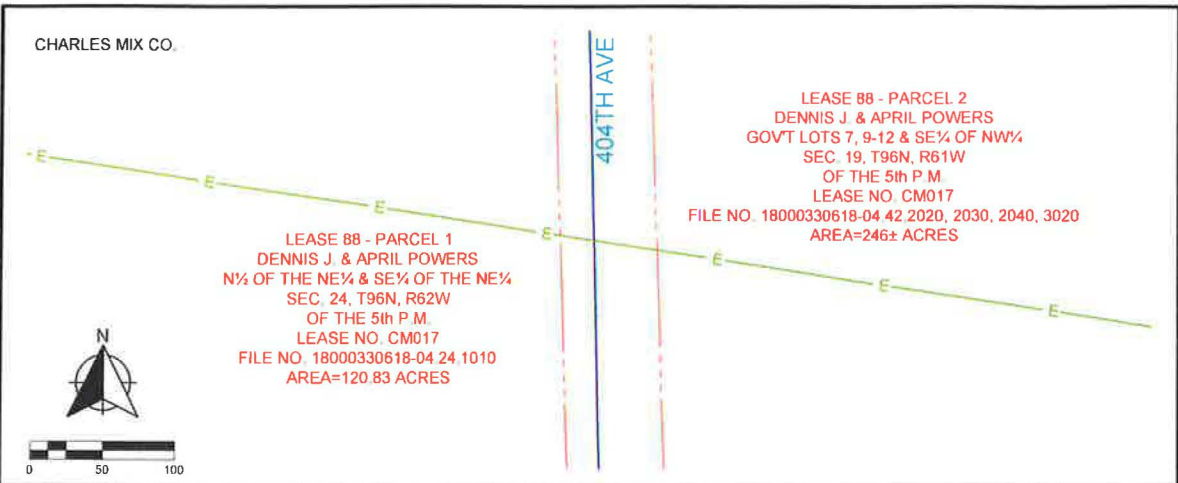 CHARLES MIX CO.
404TH AVE
LEASE 88 - PARCEL 2
DENNIS J. & APRIL POWERS
GOV'T LOTS 7, 9-12 & SE¼ OF NW¼
SEC. 19, T96N, R61W
OF THE 5th P.M.
LEASE NO. CM017
FILE NO. 18000330618-04.42.2020, 2030, 2040, 3020
AREA=246± ACRES
E E E E E E E
LEASE 88 - PARCEL 1
DENNIS J. & APRIL POWERS
N½ OF THE NE¼ & SE¼ OF THE NE¼
SEC. 24, T96N, R62W
OF THE 5th P.M.
LEASE NO. CM017
FILE NO. 18000330618-04.24.1010
AREA=120.83 ACRES
N
0 50 100